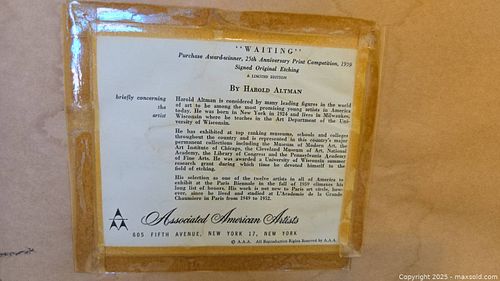 "WAITING"
Purchase Award-winner, 25th Anniversary Print Competition, 1959
Signed Original Etching
A LIMITED EDITION
BY HAROLD ALTMAN
briefly concerning
the
artist
Harold Altman is considered by many leading figures in the world
of art to be among the most promising young artists in America
today. He was born in New York in 1924 and lives in Milwaukee,
Wisconsin where he teaches in the Art Department of the Uni-
versity of Wisconsin.
He has exhibited at top ranking museums, schools and colleges
throughout the country and is represented in this country's major
permanent collections including the Museum of Modern Art, the
Art Institute of Chicago, the Cleveland Museum of Art, National
Academy, the Library of Congress and the Pennsylvania Academy
of Fine Arts. He was awarded a University of Wisconsin summer
research grant during which time he devoted himself to the
field of etching.
His selection as one of the twelve artists in all of America to
exhibit at the Paris Biennale in the fall of 1959 climaxes his
long list of honors. His work is not new to Paris art style, how-
ever, since he lived and studied at L'Academie de la Grande
Chaumiere in Paris from 1949 to 1952.
AAA
Associated American Artists
605 FIFTH AVENUE, NEW YORK 17, NEW YORK
© A.A.A. All Reproduction Rights Reserved by A.A.A.
Copyright 2025 - maxsold.com